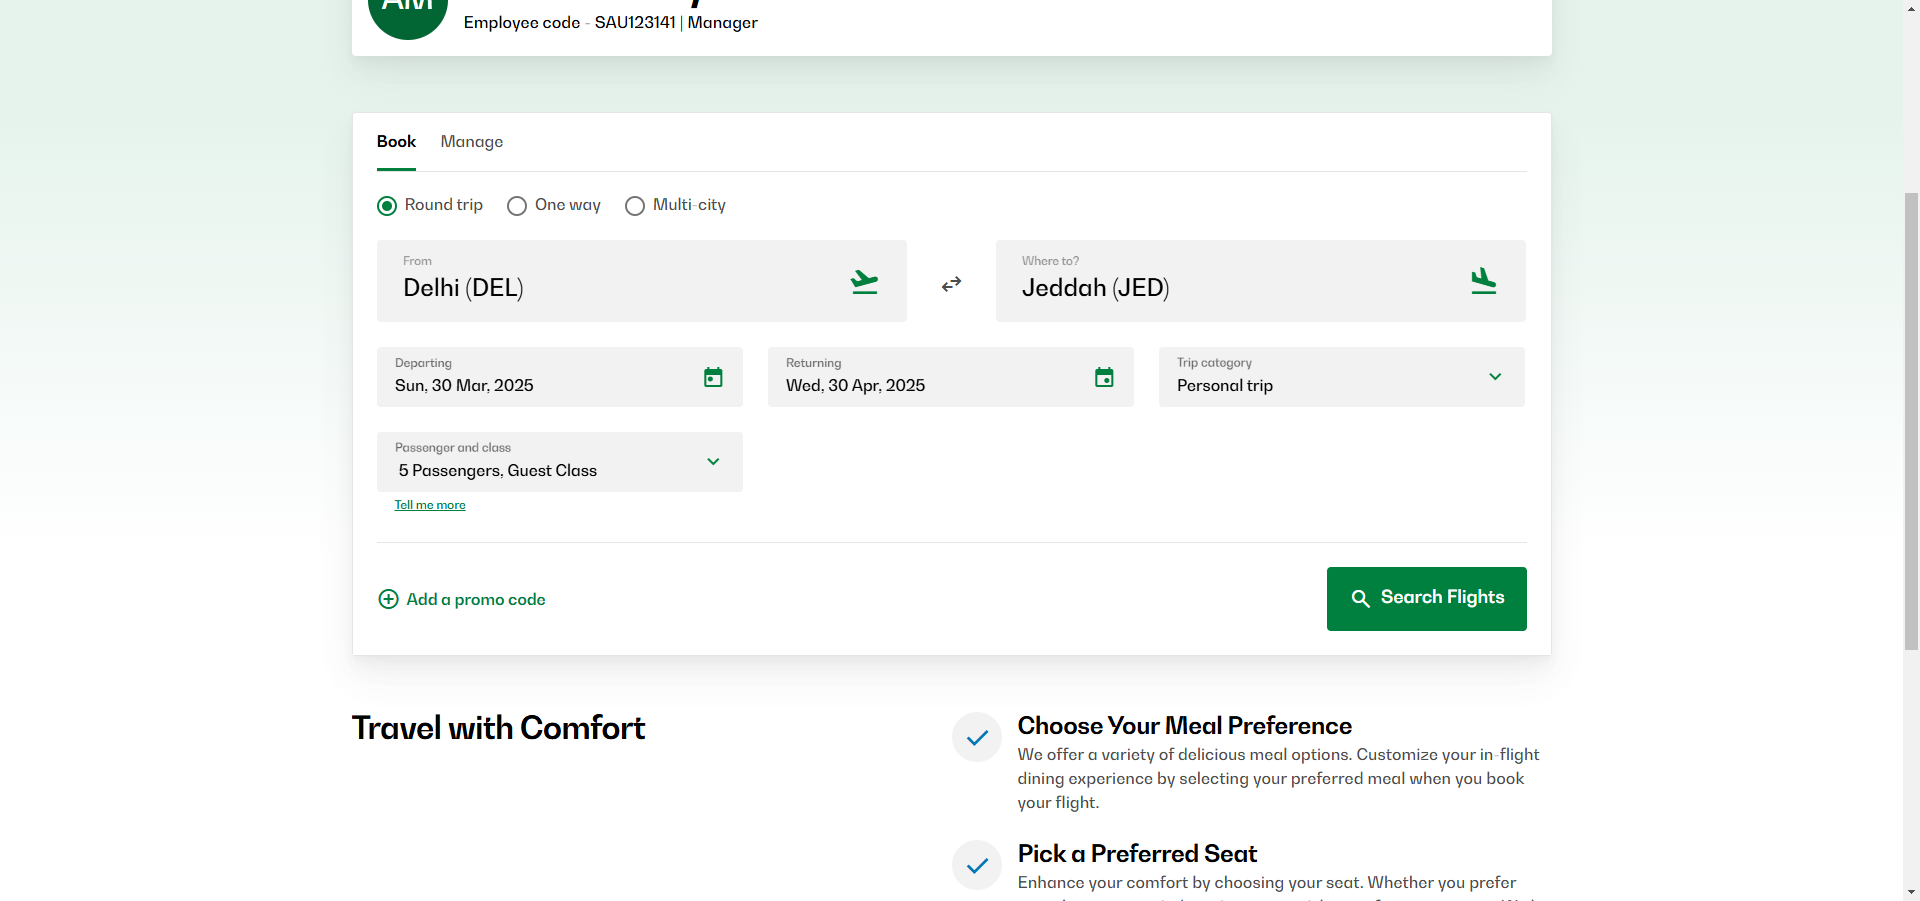 Employee code - SAU123141 | Manager
Book Manage
Round trip One way Multi-city
From
Delhi (DEL)
Where to?
Jeddah (JED)
Departing
Sun, 30 Mar, 2025
Returning
Wed, 30 Apr, 2025
Trip category
Personal trip
Passenger and class
5 Passengers, Guest Class
Tell me more
Add a promo code
Search Flights
Travel with Comfort
Choose Your Meal Preference
We offer a variety of delicious meal options. Customize your in-flight
dining experience by selecting your preferred meal when you book
your flight.
Pick a Preferred Seat
Enhance your comfort by choosing your seat. Whether you prefer